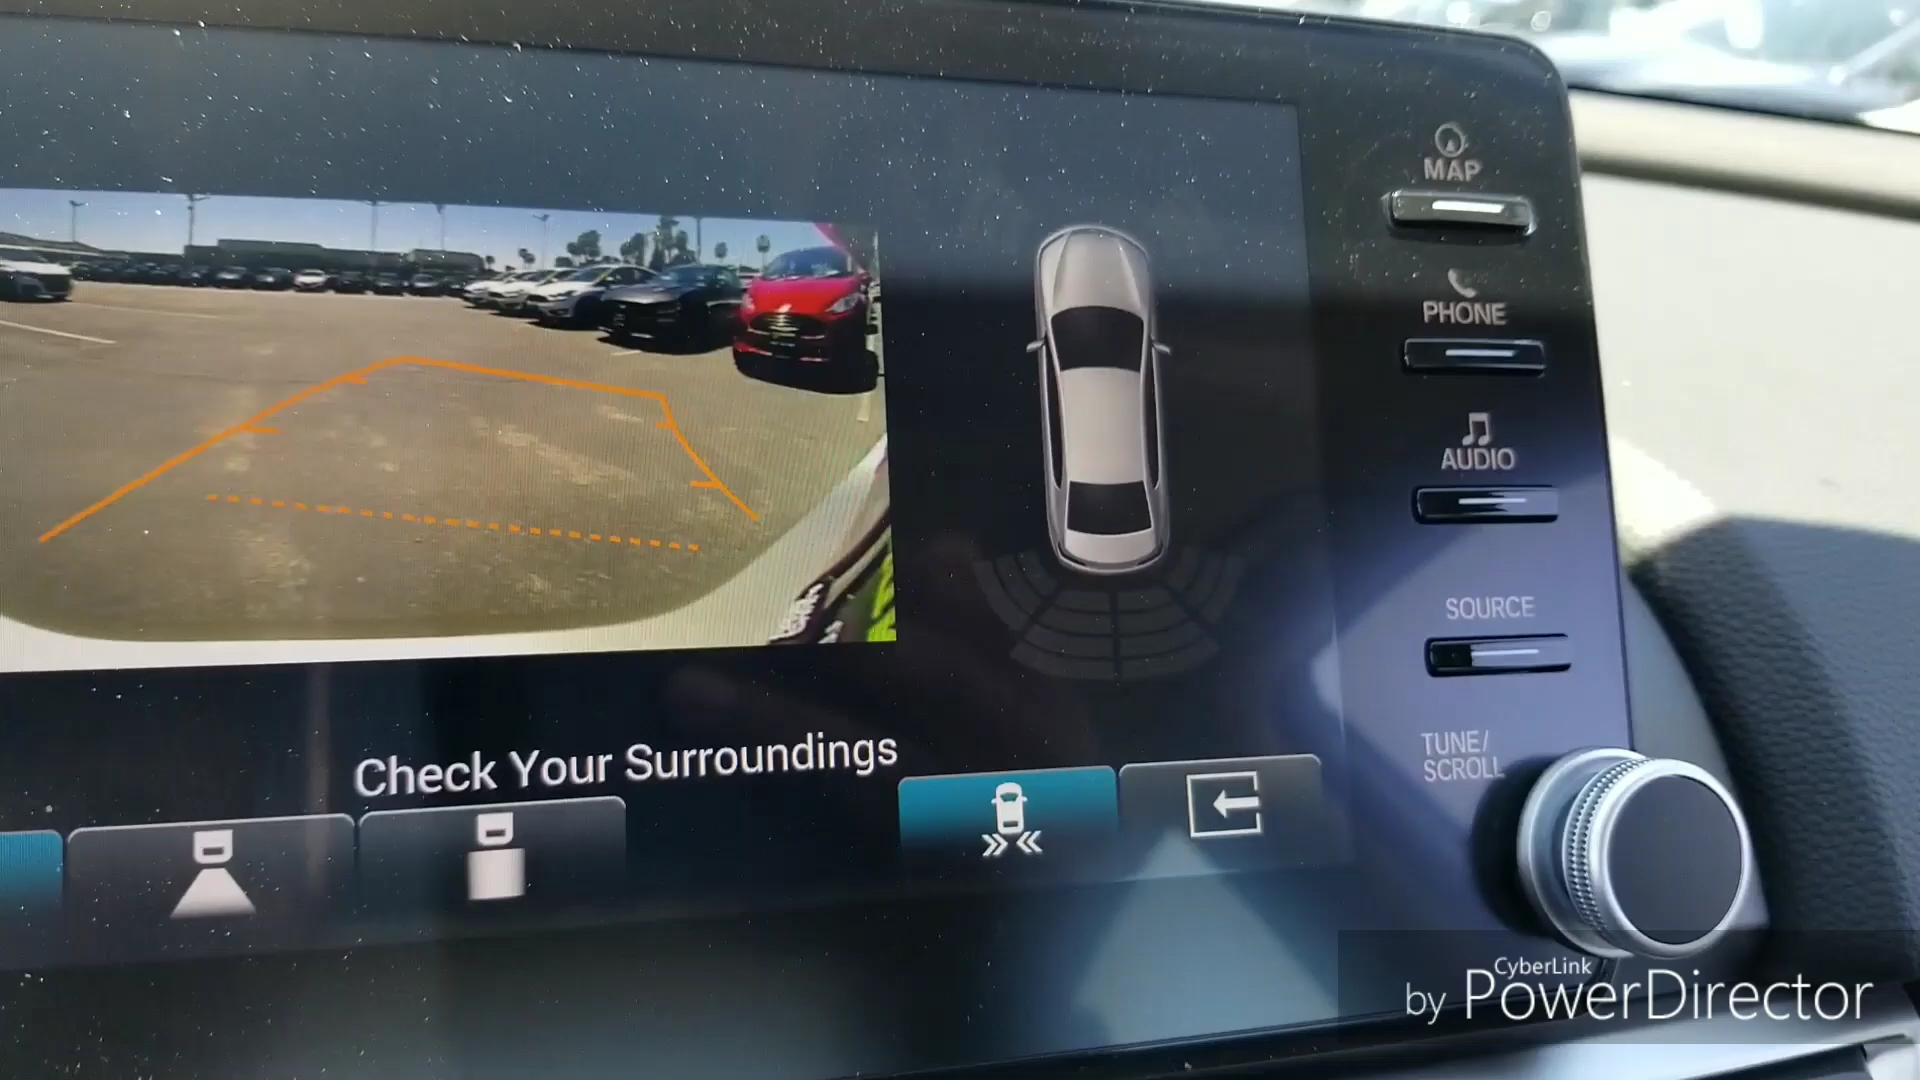 MAP
PHONE
AUDIO
SOURCE
TUNE/
SCROLL
Check Your Surroundings
CyberLink
by PowerDirector